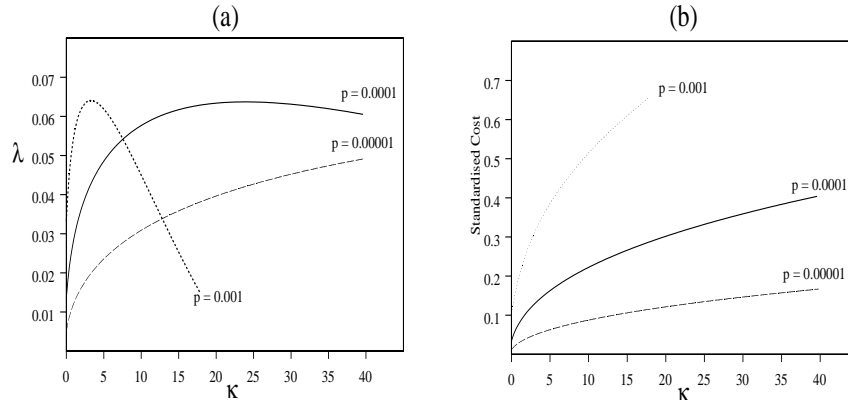 (a)
0.07
0.06
0.05
0.04
0.03
0.02
0.01
λ
p = 0.0001
p = 0.00001
p = 0.001
0 5 10 15 20 25 30 35 40
κ
(b)
0.7
0.6
0.5
0.4
0.3
0.2
0.1
Standardised Cost
p = 0.001
p = 0.0001
p = 0.00001
0 5 10 15 20 25 30 35 40
κ